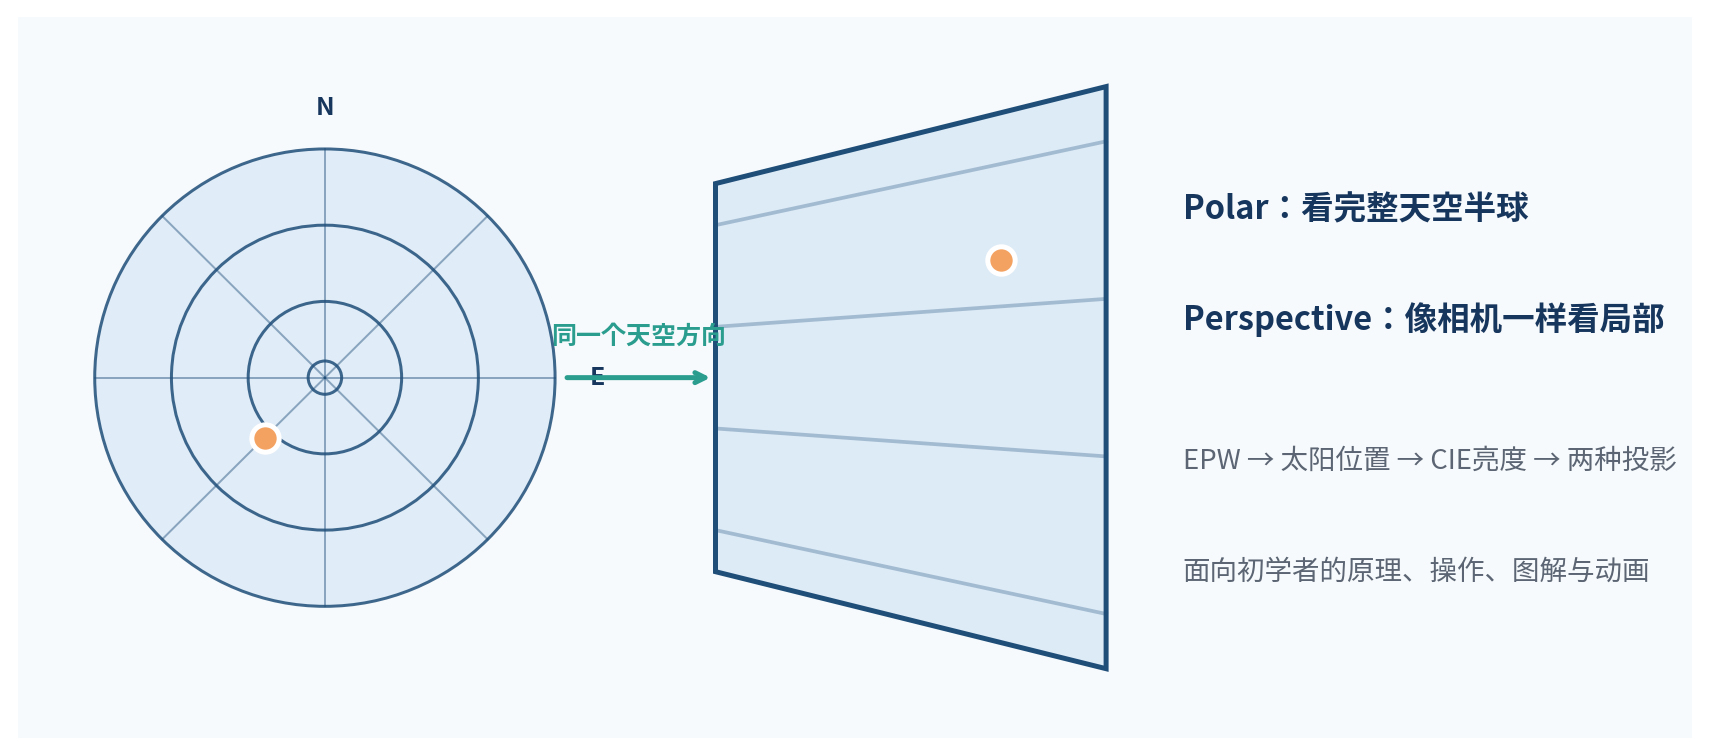 N
同一个天空方向
E
Polar：看完整天空半球
Perspective：像相机一样看局部
EPW → 太阳位置 → CIE亮度 → 两种投影
面向初学者的原理、操作、图解与动画